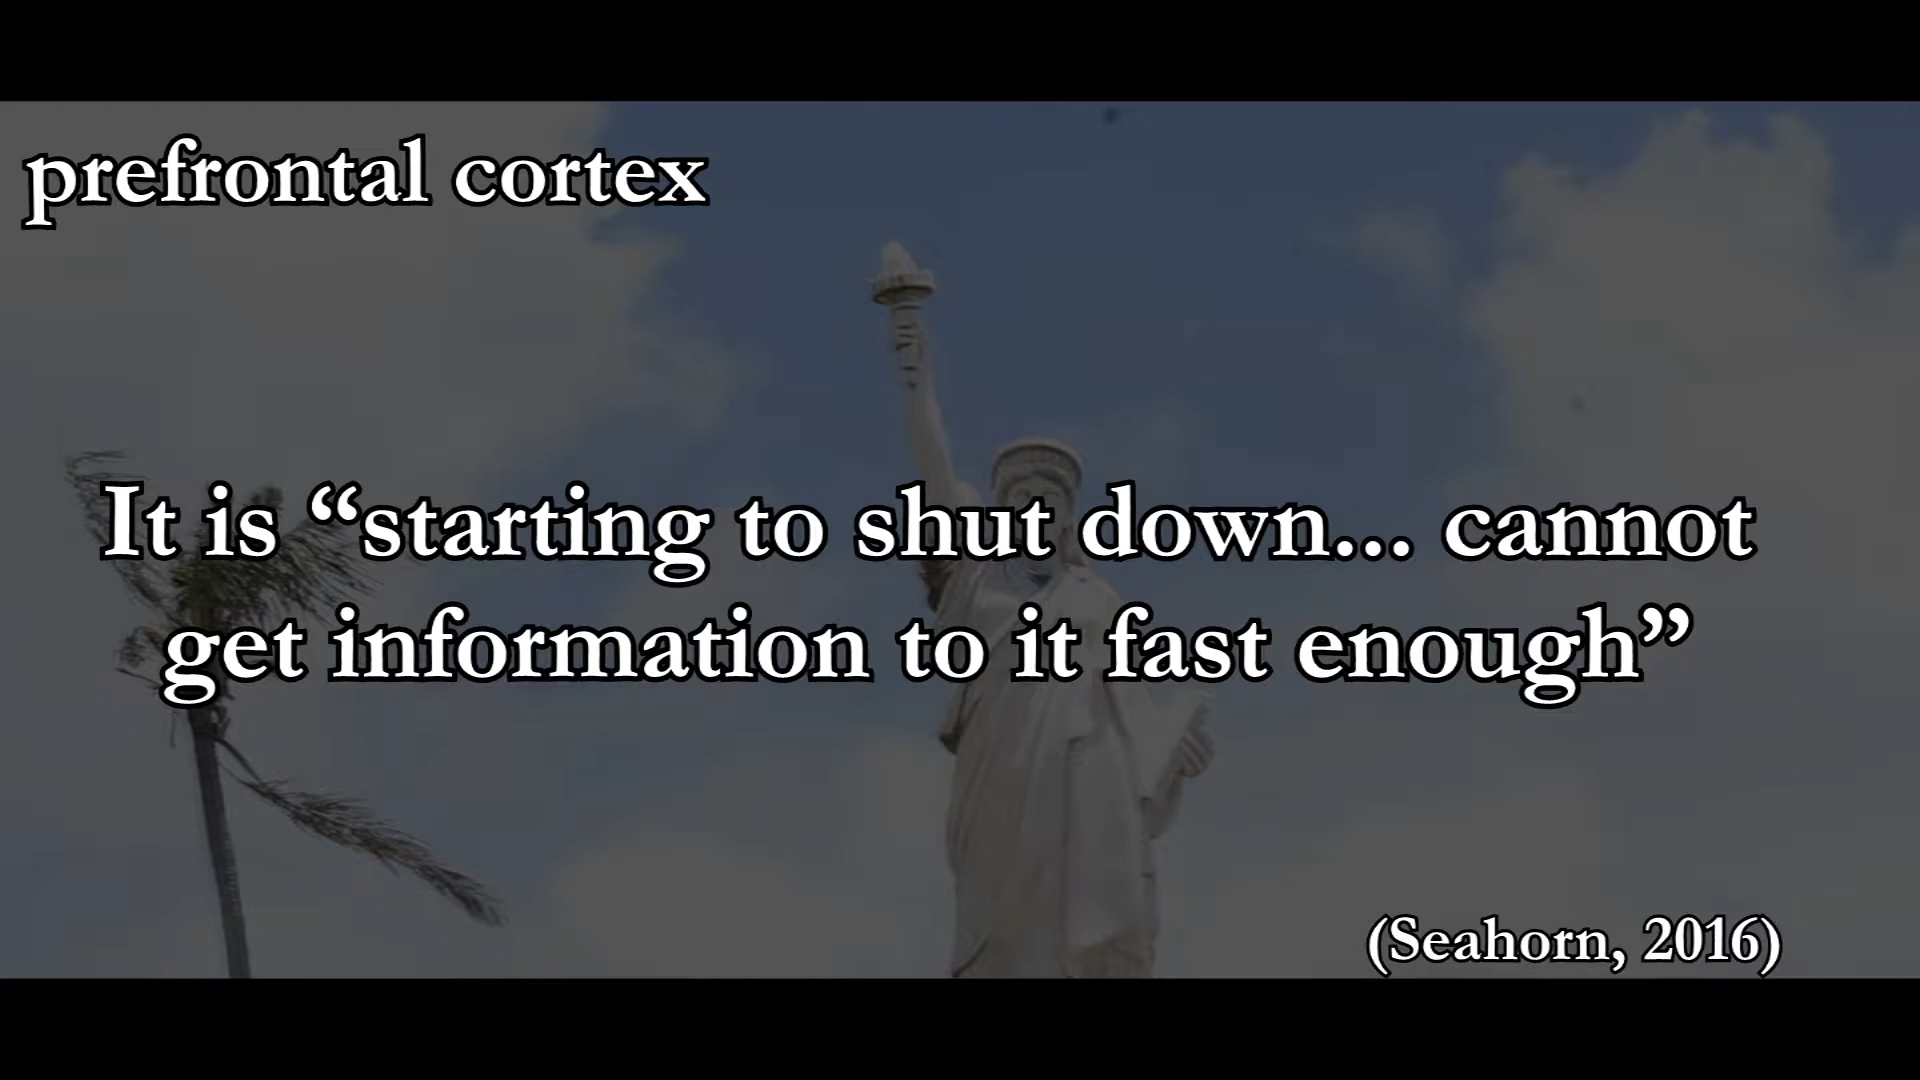 prefrontal cortex
It is “starting to shut down... cannot
get information to it fast enough”
(Seahorn, 2016)